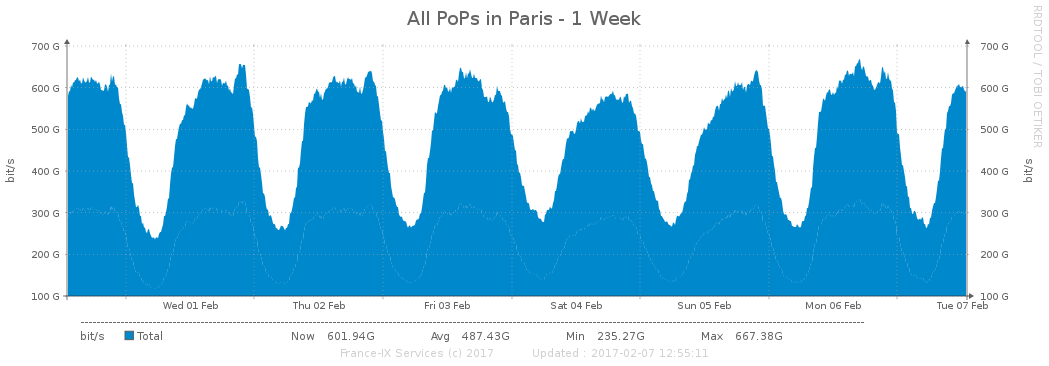 All PoPs in Paris - 1 Week
RRDTOOL / TOBI OETIKER
bit/s
bit/s
700 G
700 G
600 G
600 G
500 G
500 G
400 G
400 G
300 G
300 G
200 G
200 G
100 G
100 G
Wed 01 Feb Thu 02 Feb Fri 03 Feb Sat 04 Feb Sun 05 Feb Mon 06 Feb Tue 07 Feb
bit/s Total Now 601.94G Avg 487.43G Min 235.27G Max 667.38G
France-IX Services (c) 2017 Updated : 2017-02-07 12:55:11